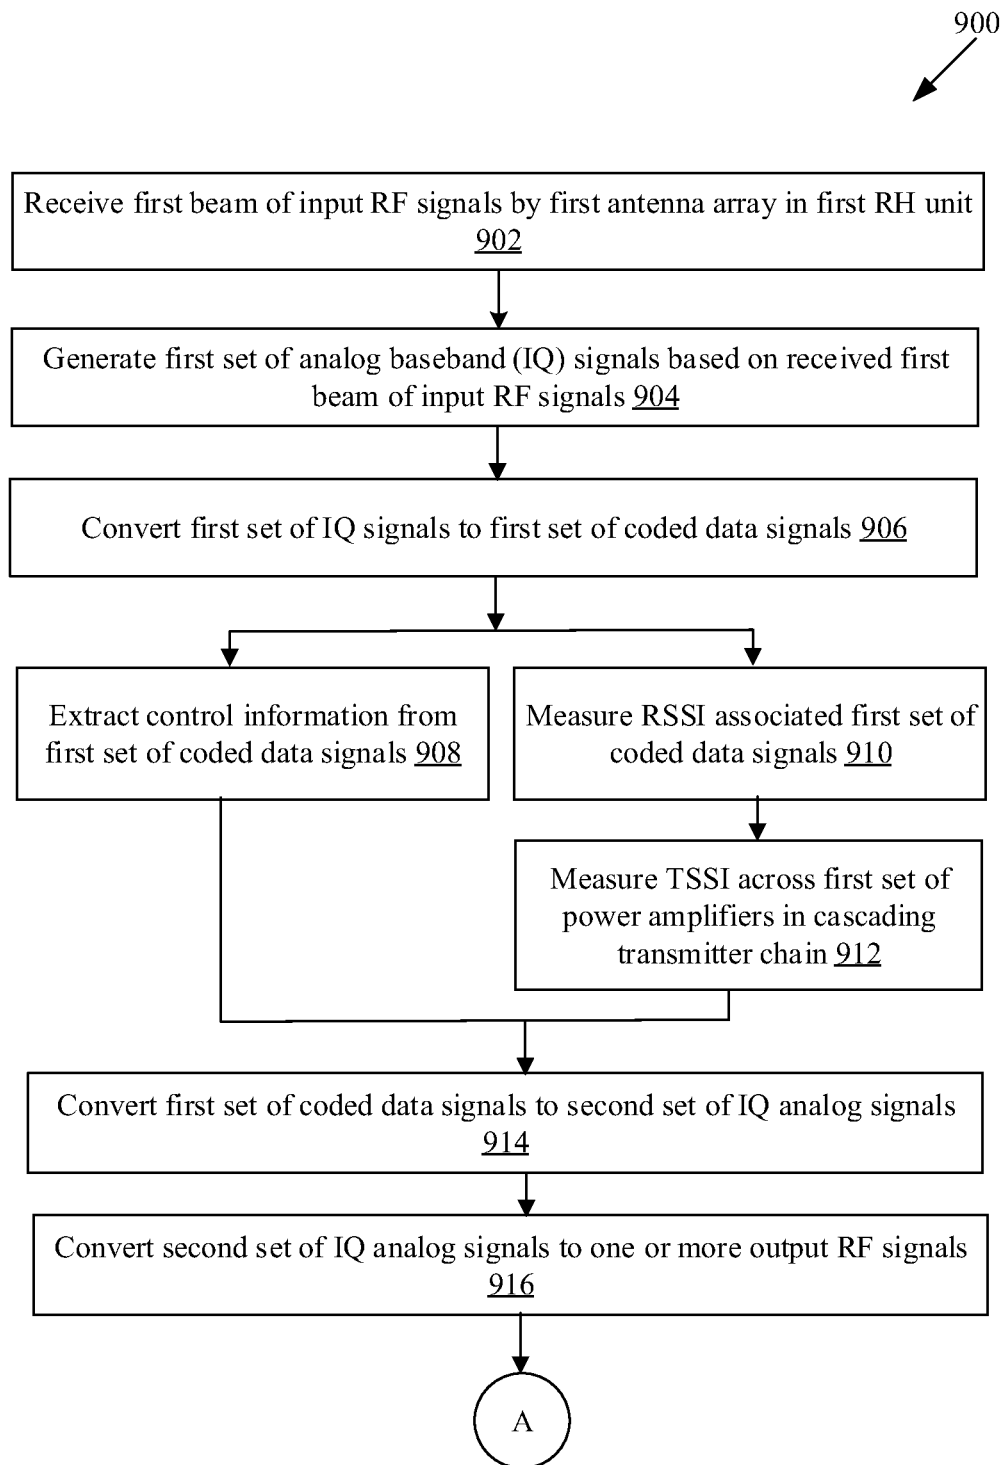 900
Receive first beam of input RF signals by first antenna array in first RH unit
902
Generate first set of analog baseband (IQ) signals based on received first
beam of input RF signals 904
Convert first set of IQ signals to first set of coded data signals 906
Extract control information from
first set of coded data signals 908
Measure RSSI associated first set of
coded data signals 910
Measure TSSI across first set of
power amplifiers in cascading
transmitter chain 912
Convert first set of coded data signals to second set of IQ analog signals
914
Convert second set of IQ analog signals to one or more output RF signals
916
A